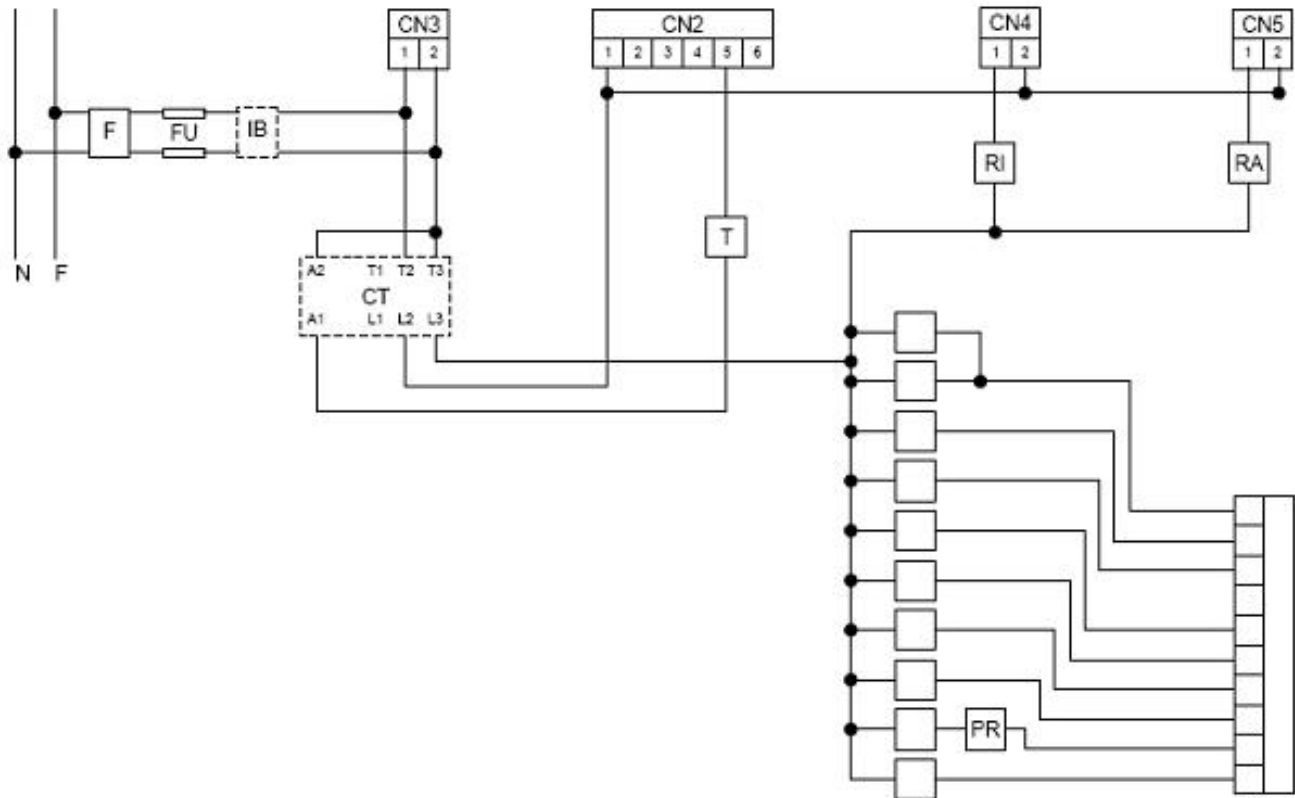 CN3
1 2
CN2
1 2 3 4 5 6
CN4
1 2
CN5
1 2
F FU IB
RI
RA
T
N F
A2 T1 T2 T3
CT
A1 L1 L2 L3
PR